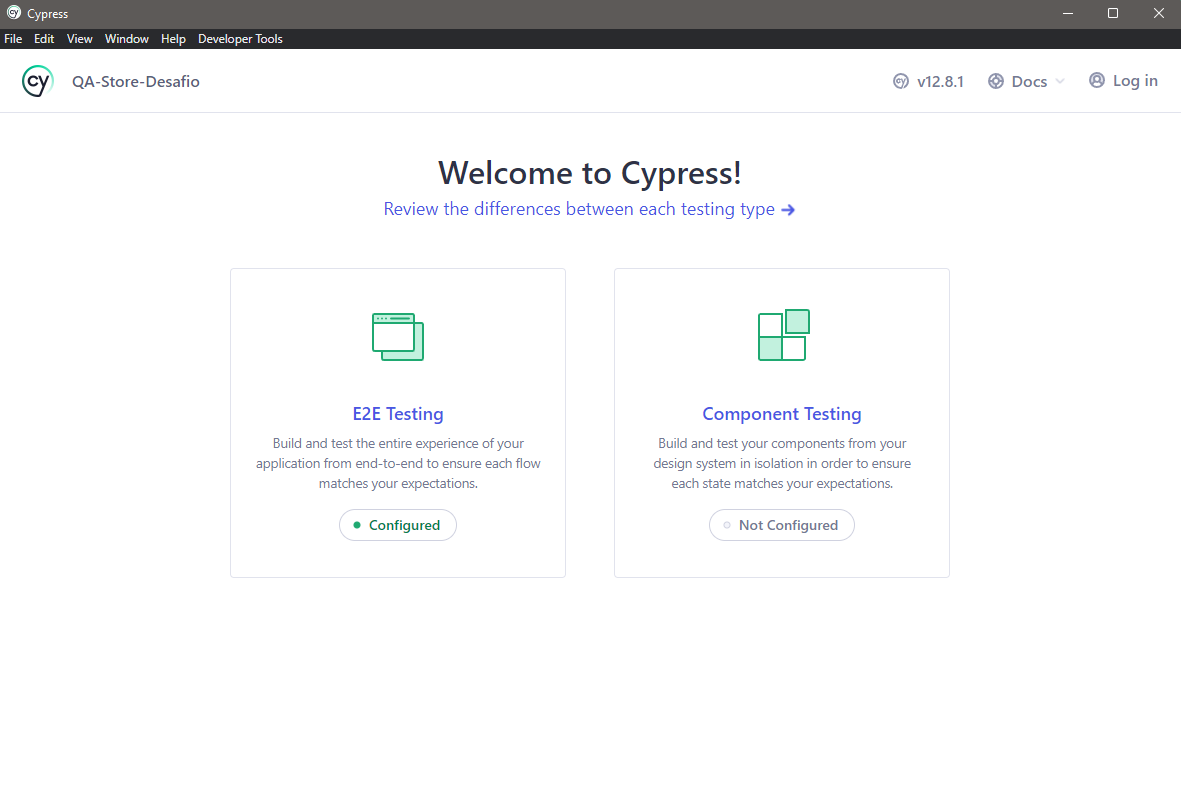 Cypress
File Edit View Window Help Developer Tools
cy QA-Store-Desafio v12.8.1 Docs Log in
Welcome to Cypress!
Review the differences between each testing type
E2E Testing
Build and test the entire experience of your
application from end-to-end to ensure each flow
matches your expectations.
Configured
Component Testing
Build and test your components from your
design system in isolation in order to ensure
each state matches your expectations.
Not Configured